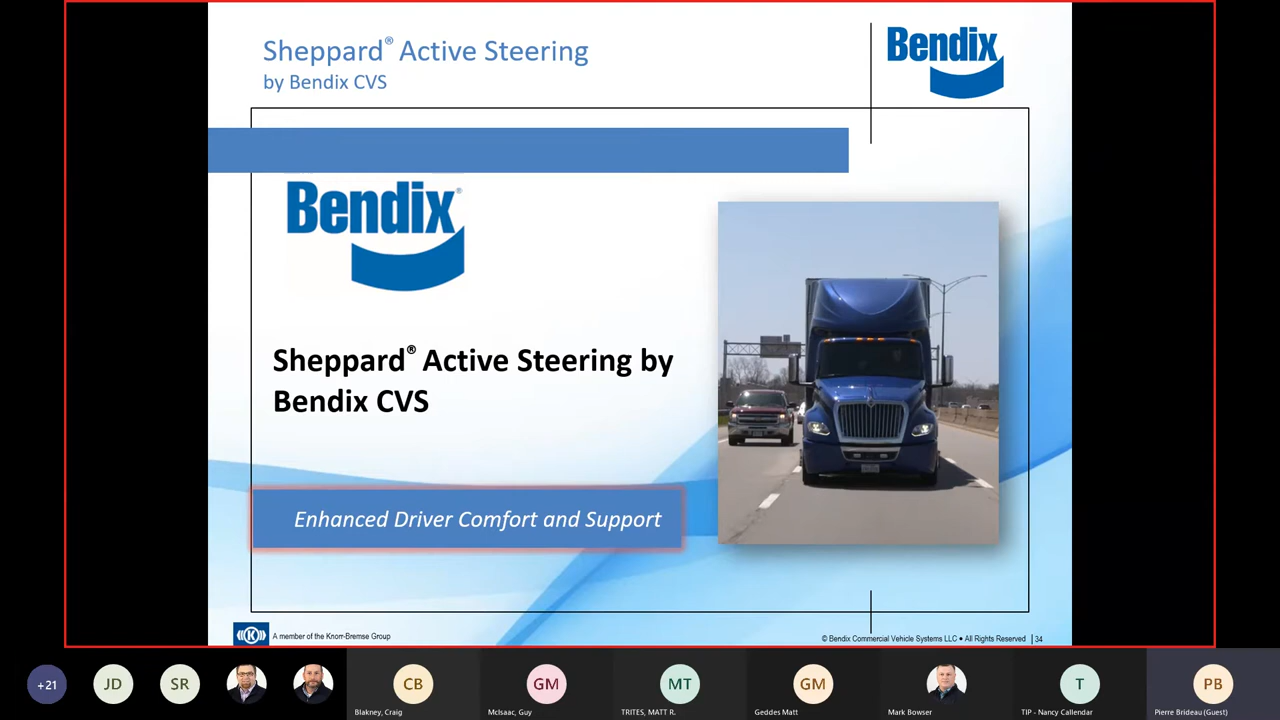 Sheppard® Active Steering
by Bendix CVS
Bendix
Bendix®
Sheppard® Active Steering by
Bendix CVS
Enhanced Driver Comfort and Support
A member of the Knorr-Bremse Group
© Bendix Commercial Vehicle Systems LLC • All Rights Reserved | 34
+21
JD
SR
CB
GM
MT
GM
T
PB
Blakney, Craig
McIsaac, Guy
TRITES, MATT R.
Geddes Matt
Mark Bowser
TIP - Nancy Callendar
Pierre Brideau (Guest)